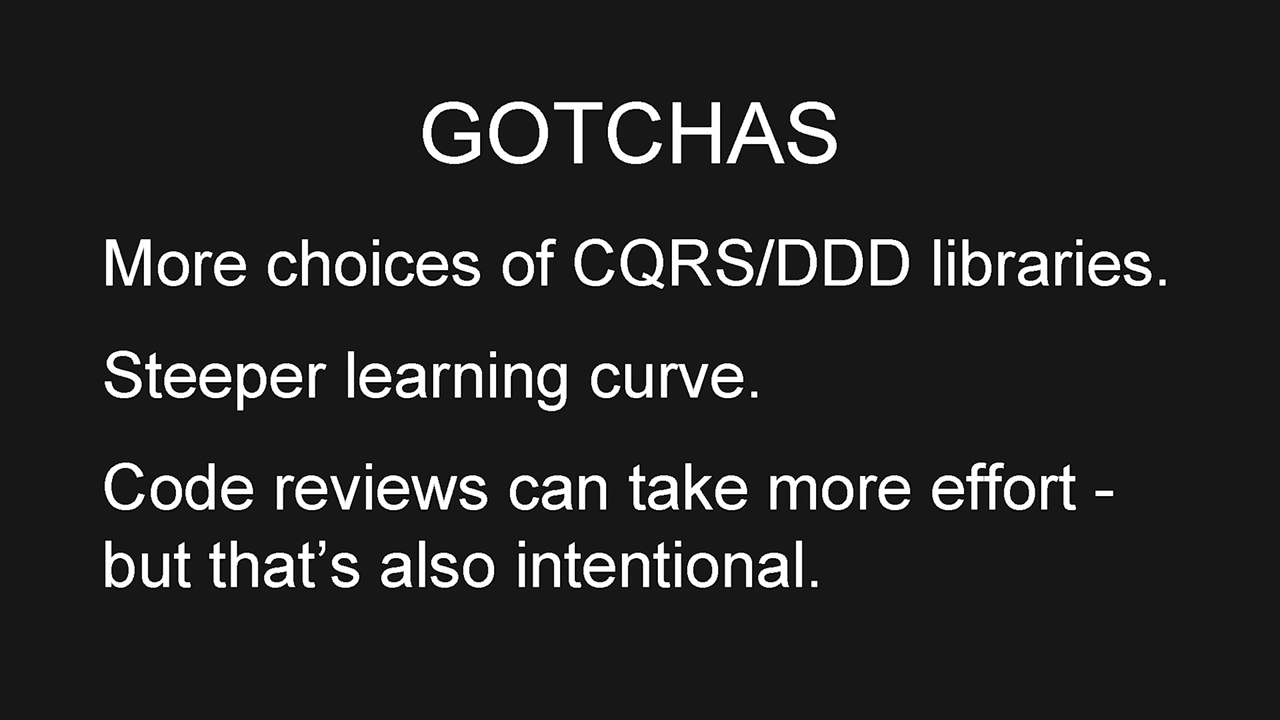 GOTCHAS
More choices of CQRS/DDD libraries.
Steeper learning curve.
Code reviews can take more effort -
but that’s also intentional.